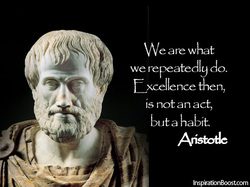 We are what
we repeatedly do.
Excellence then,
is not an act,
but a habit.
Aristotle
InspirationBoost.com